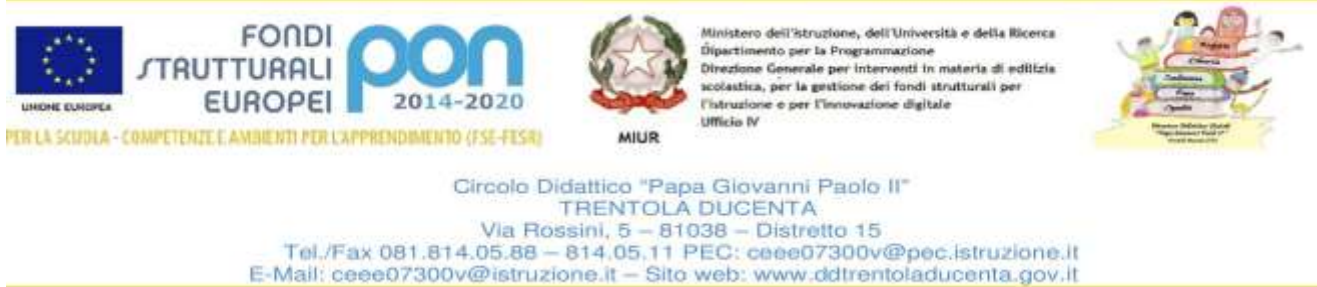 UNIONE EUROPEA
FONDI
STRUTTURALI
EUROPEI
pon
2014-2020
PER LA SCUOLA - COMPETENZE E AMBIENTI PER L'APPRENDIMENTO (FSE-FESR)
MIUR
Ministero dell'istruzione, dell'Università e della Ricerca
Dipartimento per la Programmazione
Direzione Generale per interventi in materia di edilizia
scolastica, per la gestione dei fondi strutturali per
l'istruzione e per l'innovazione digitale
Ufficio IV
Circolo Didattico "Papa Giovanni Paolo II"
TRENTOLA DUCENTA
Via Rossini, 5 – 81038 – Distretto 15
Tel./Fax 081.814.05.88 – 814.05.11 PEC: ceee07300v@pec.istruzione.it
E-Mail: ceee07300v@istruzione.it – Sito web: www.ddtrentoladucenta.gov.it